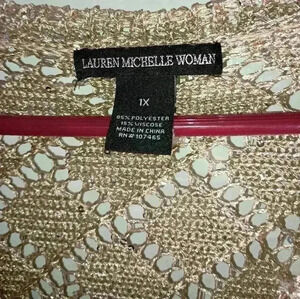 LAUREN MICHELLE WOMAN
1X
85% POLYESTER
15% VISCOSE
MADE IN CHINA
RN# 107465